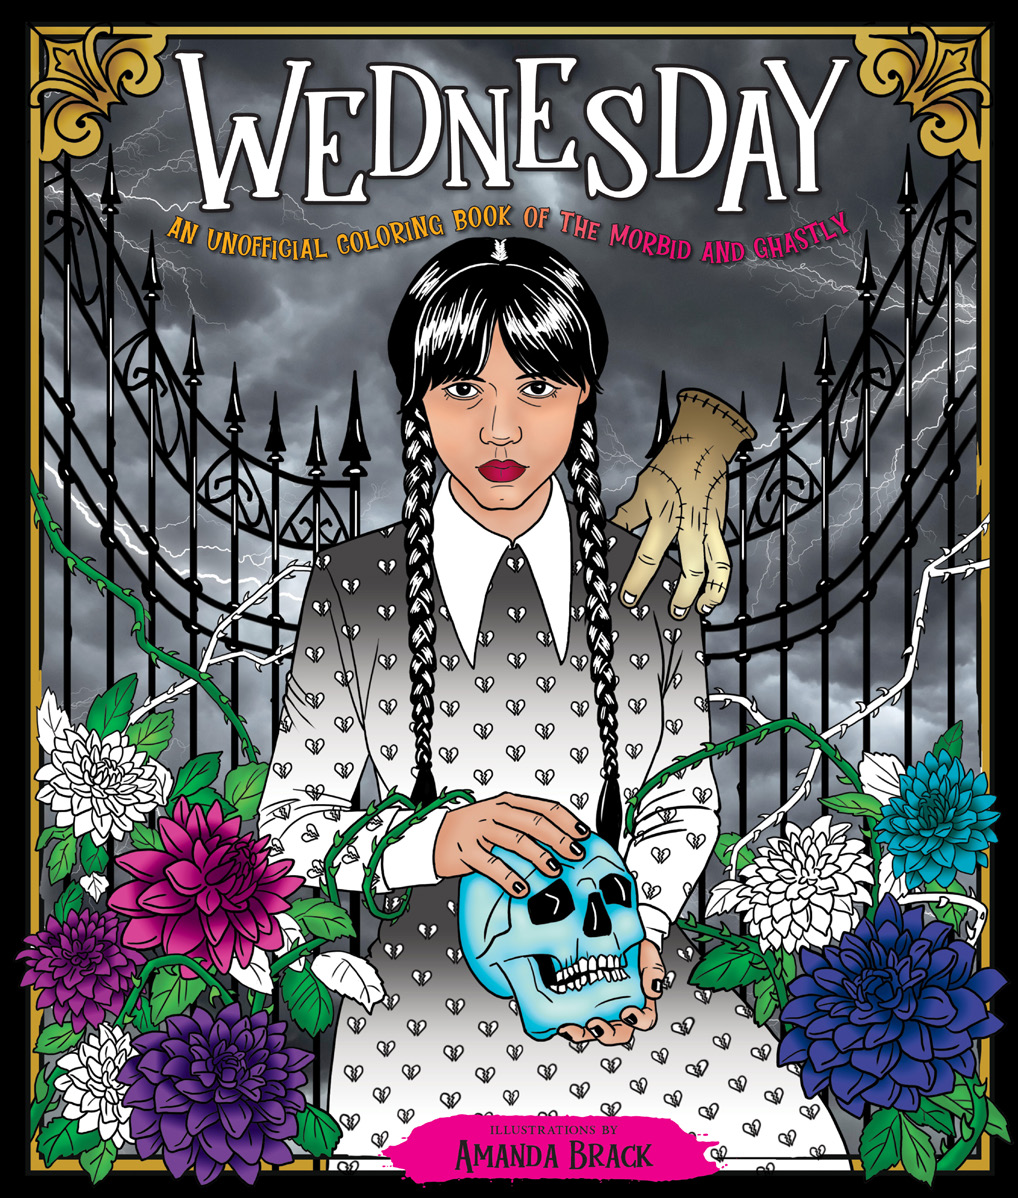 WEDNESDAY
AN UNOFFICIAL COLORING BOOK OF THE MORBID AND GHASTLY
ILLUSTRATIONS BY
AMANDA BRACK